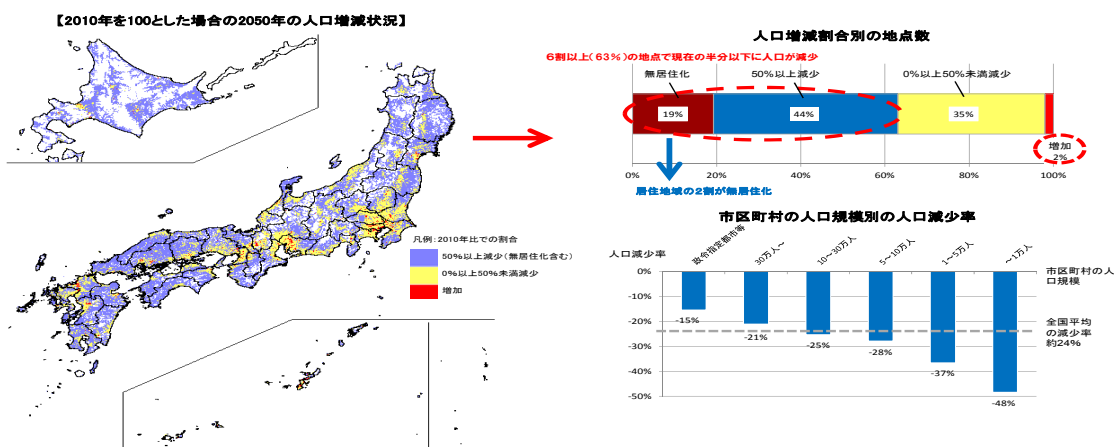 【2010年を100とした場合の2050年の人口増減状況】
凡例：2010年比での割合
50%以上減少（無居住化含む）
0%以上50%未満減少
増加
人口増減割合別の地点数
６割以上（６３％）の地点で現在の半分以下に人口が減少
無居住化
50%以上減少
0%以上50%未満減少
19%
44%
35%
増加
2%
0%
20%
40%
60%
80%
100%
居住地域の２割が無居住化
市区町村の人口規模別の人口減少率
人口減少率
政令指定都市等
30万人～
10～30万人
5～10万人
1～5万人
～1万人
市区町村の人
口規模
0%
-10%
-20%
-30%
-40%
-50%
-15%
-21%
-25%
-28%
-37%
-48%
全国平均
の減少率
約24%